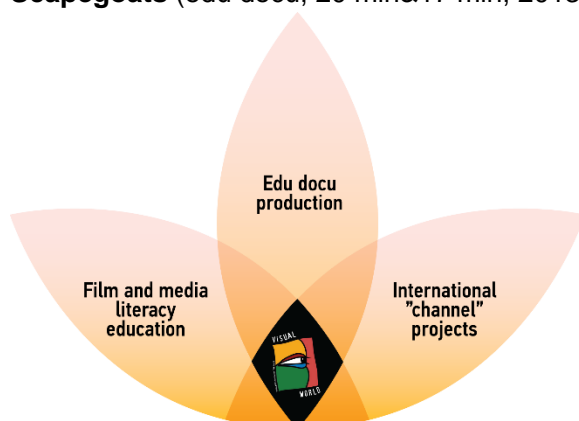 Edu docu
production
Film and media
literacy
education
International
"channel"
projects
VISUAL
WORLD